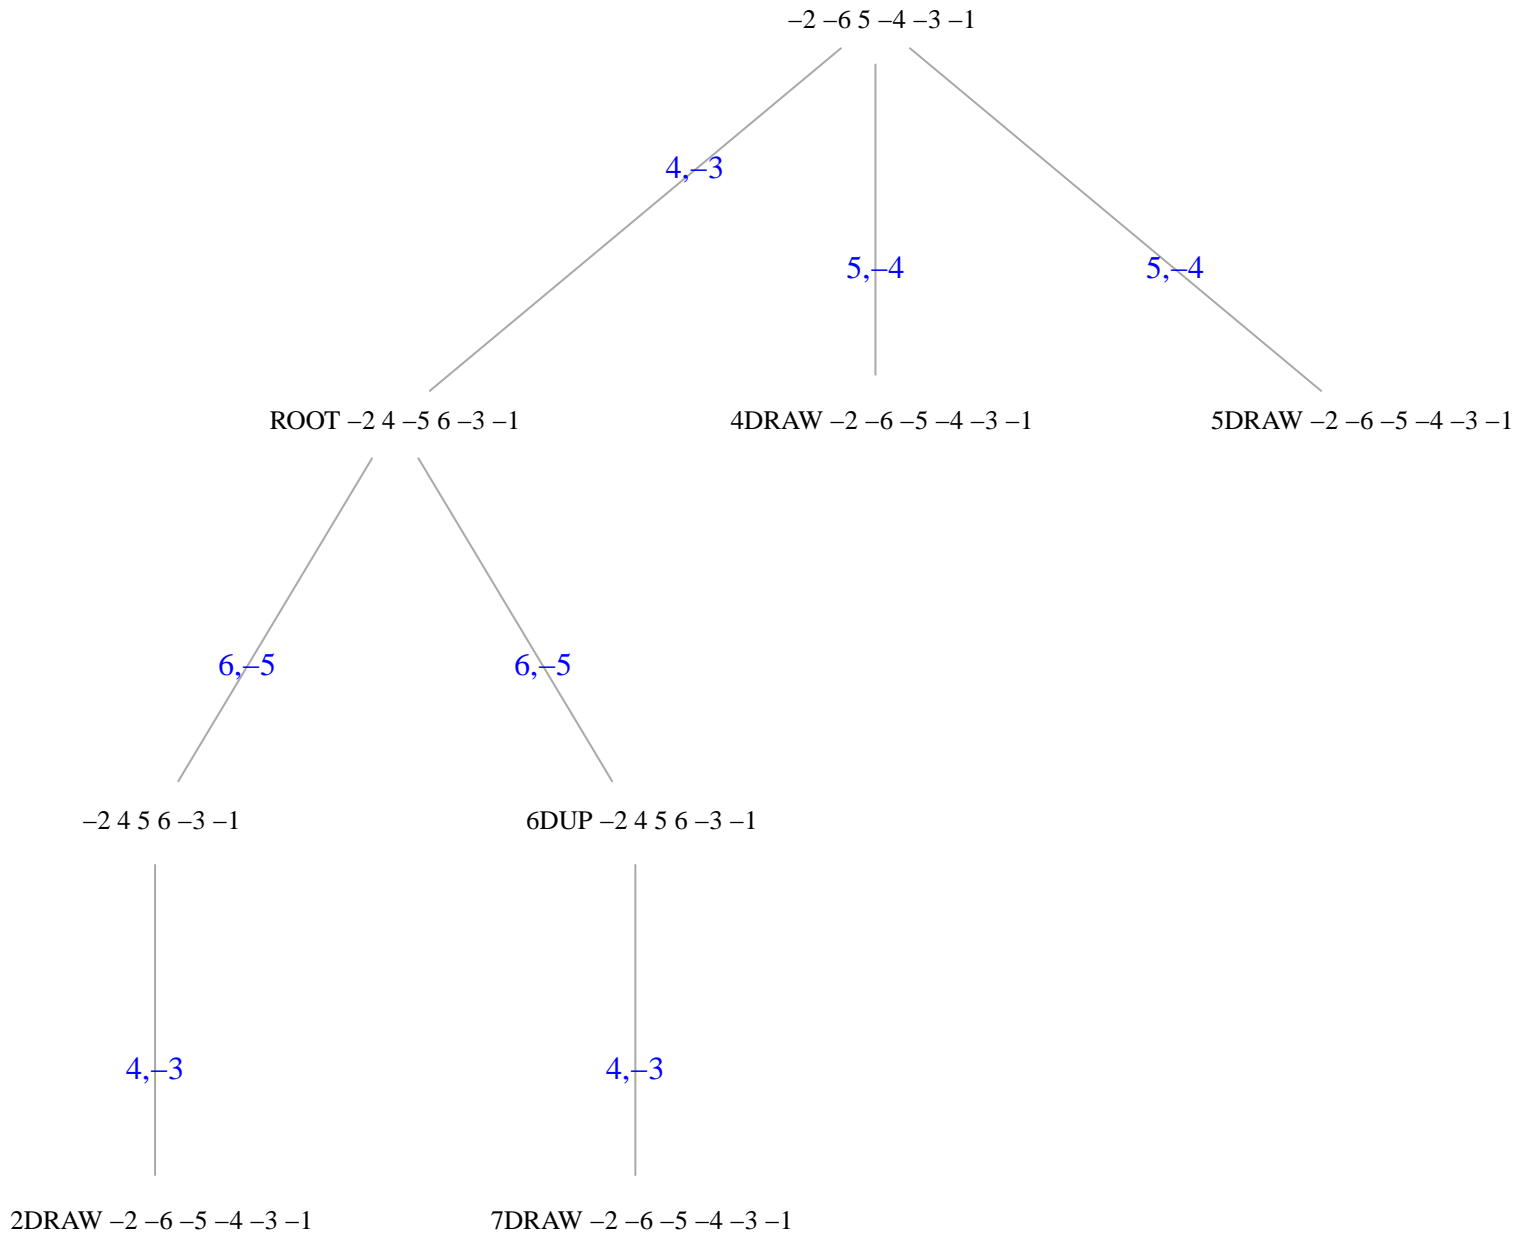 –2 –6 5 –4 –3 –1
4,–3
5,–4
5,–4
ROOT –2 4 –5 6 –3 –1
4DRAW –2 –6 –5 –4 –3 –1
5DRAW –2 –6 –5 –4 –3 –1
6,–5
6,–5
–2 4 5 6 –3 –1
6DUP –2 4 5 6 –3 –1
4,–3
4,–3
2DRAW –2 –6 –5 –4 –3 –1
7DRAW –2 –6 –5 –4 –3 –1